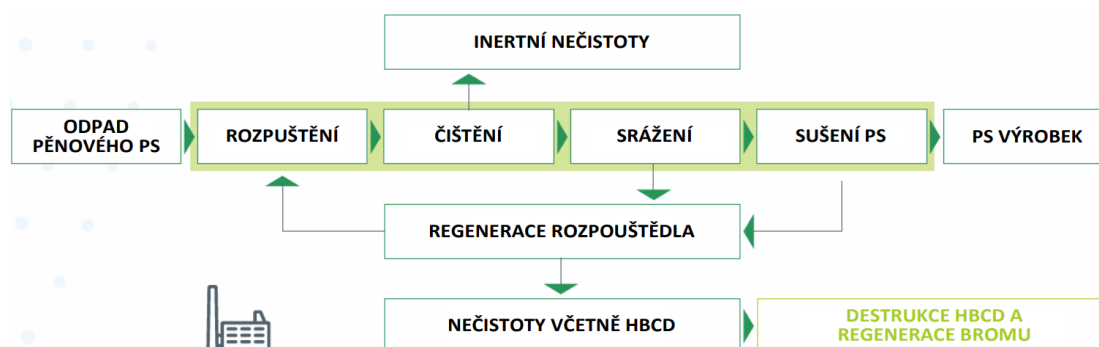 INERTNÍ NEČISTOTY
ODPAD
PĚNOVÉHO PS
ROZPUŠTĚNÍ
ČIŠTĚNÍ
SRÁŽENÍ
SUŠENÍ PS
PS VÝROBEK
REGENERACE ROZPOUŠTĚDLA
NEČISTOTY VČETNĚ HBCD
DESTRUKCE HBCD A
REGENERACE BROMU